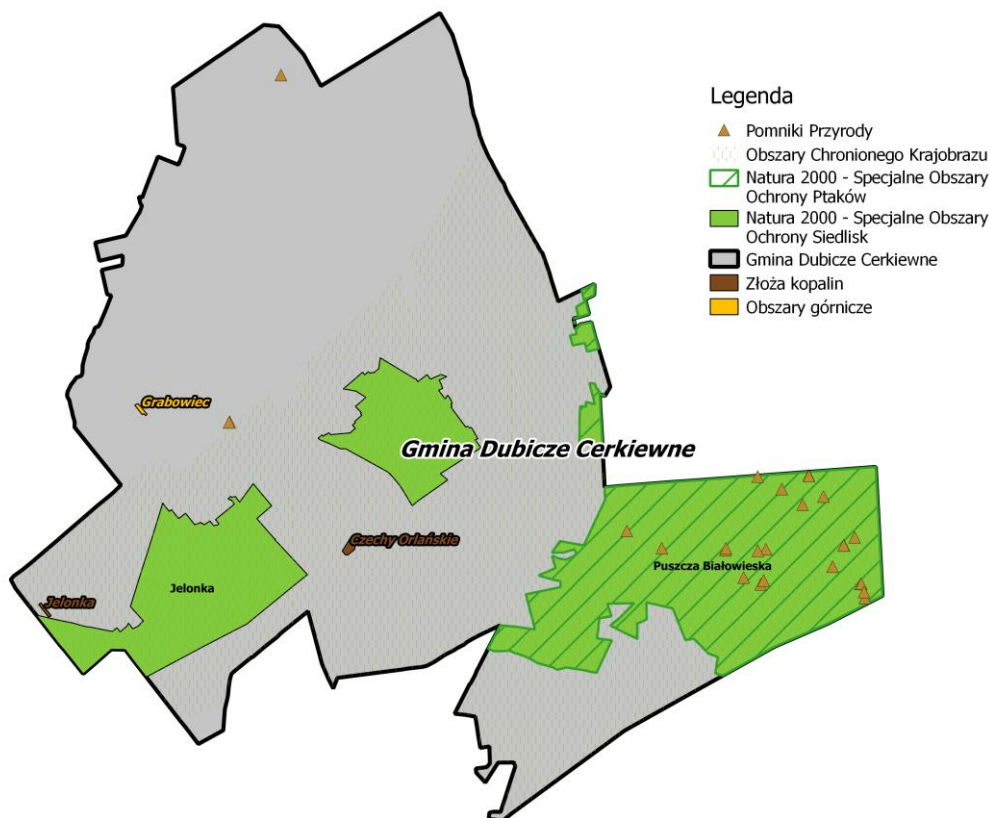 Legenda
Pomniki Przyrody
Obszary Chronionego Krajobrazu
Natura 2000 - Specjalne Obszary
Ochrony Ptaków
Natura 2000 - Specjalne Obszary
Ochrony Siedlisk
Gmina Dubicze Cerkiewne
Złoża kopalin
Obszary górnicze
Grabowiec
Gmina Dubicze Cerkiewne
Czechy Orlańskie
Puszcza Białowieska
Jelonka
Jelonka